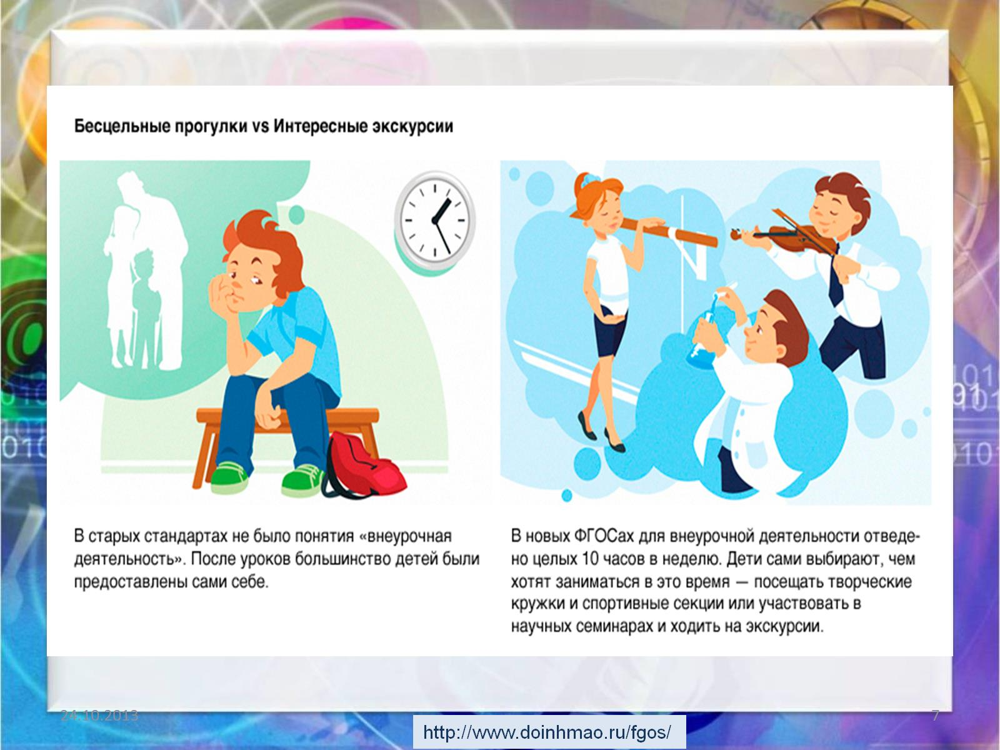 Бесцельные прогулки vs Интересные экскурсии
В старых стандартах не было понятия «внеурочная
деятельность». После уроков большинство детей были
предоставлены сами себе.
В новых ФГОСах для внеурочной деятельности отведе-
но целых 10 часов в неделю. Дети сами выбирают, чем
хотят заниматься в это время — посещать творческие
кружки и спортивные секции или участвовать в
научных семинарах и ходить на экскурсии.
24.10.2013
7
http://www.doinhmao.ru/fgos/